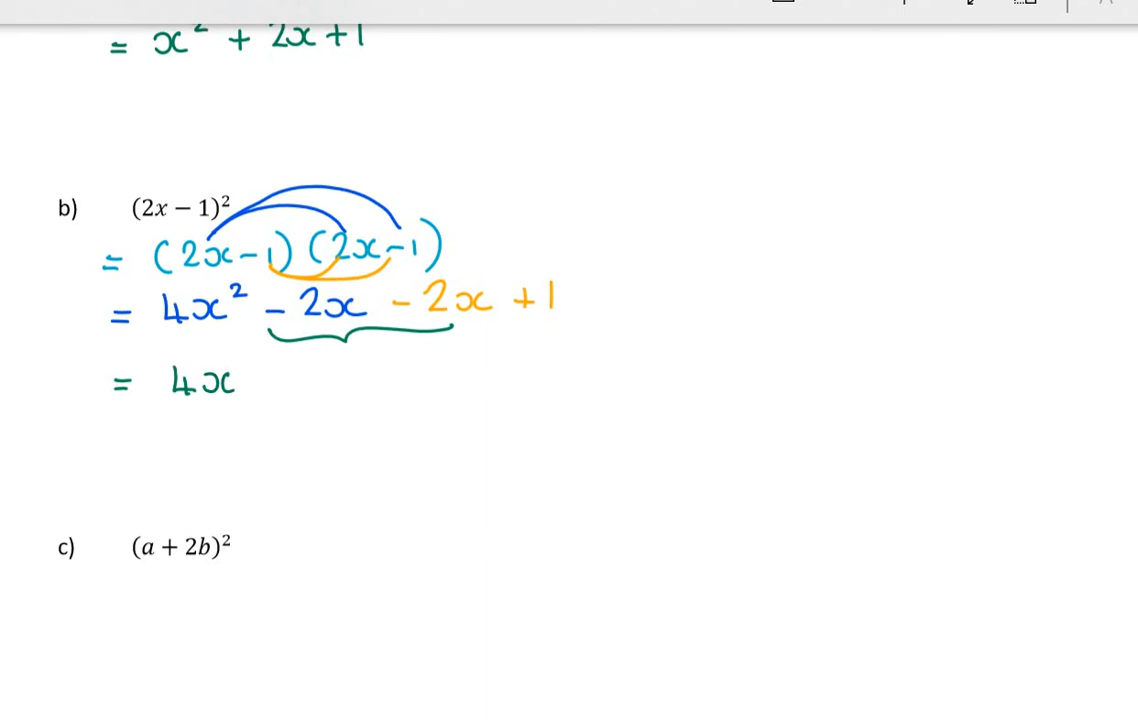 = x² + 2x + 1
b) (2x − 1)²
= (2x − 1)(2x − 1)
= 4x² − 2x − 2x + 1
= 4x
c) (a + 2b)²